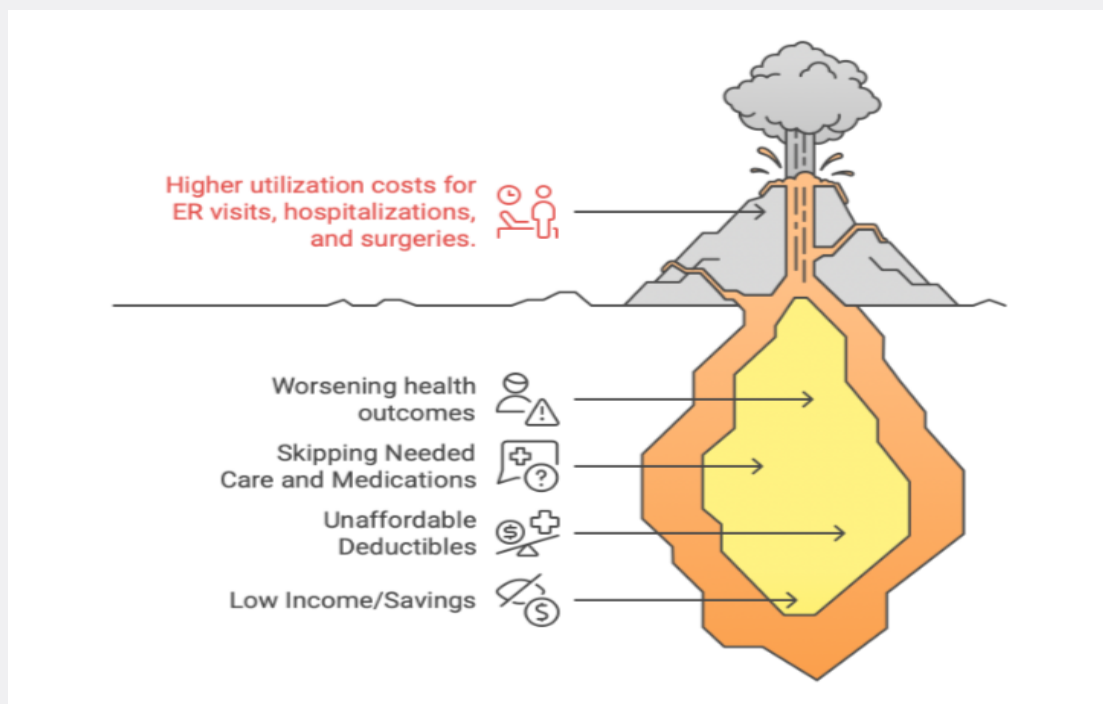 Higher utilization costs for
ER visits, hospitalizations,
and surgeries.
Worsening health
outcomes
Skipping Needed
Care and Medications
Unaffordable
Deductibles
Low Income/Savings